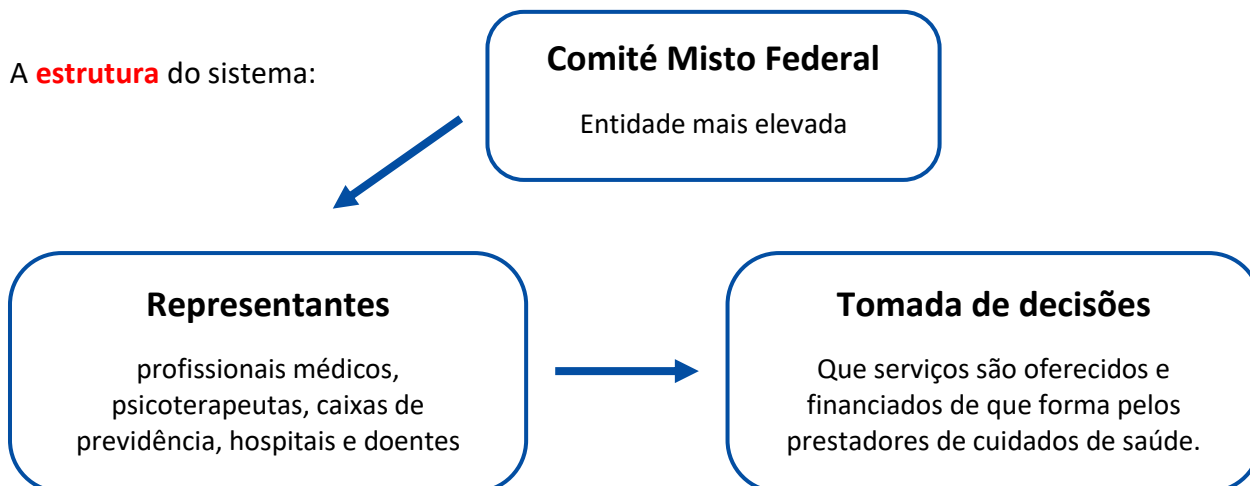 A estrutura do sistema:
Comité Misto Federal
Entidade mais elevada
Representantes
profissionais médicos,
psicoterapeutas, caixas de
previdência, hospitais e doentes
Tomada de decisões
Que serviços são oferecidos e
financiados de que forma pelos
prestadores de cuidados de saúde.